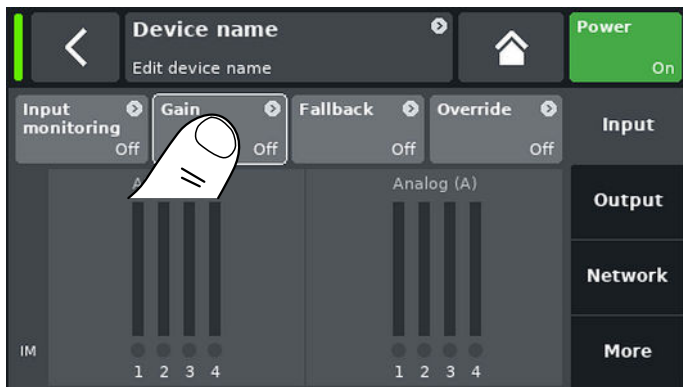 Device name
Edit device name
Power
On
Input
monitoring
Off
Gain
Off
Fallback
Off
Override
Off
Input
Output
Network
More
Analog (A)
IM
1 2 3 4
1 2 3 4